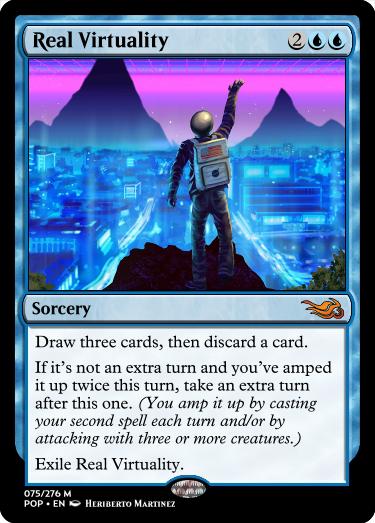 Real Virtuality 2
Sorcery
Draw three cards, then discard a card.
If it's not an extra turn and you've amped
it up twice this turn, take an extra turn
after this one. (You amp it up by casting
your second spell each turn and/or by
attacking with three or more creatures.)
Exile Real Virtuality.
075/276 M
POP • EN Heriberto Martinez